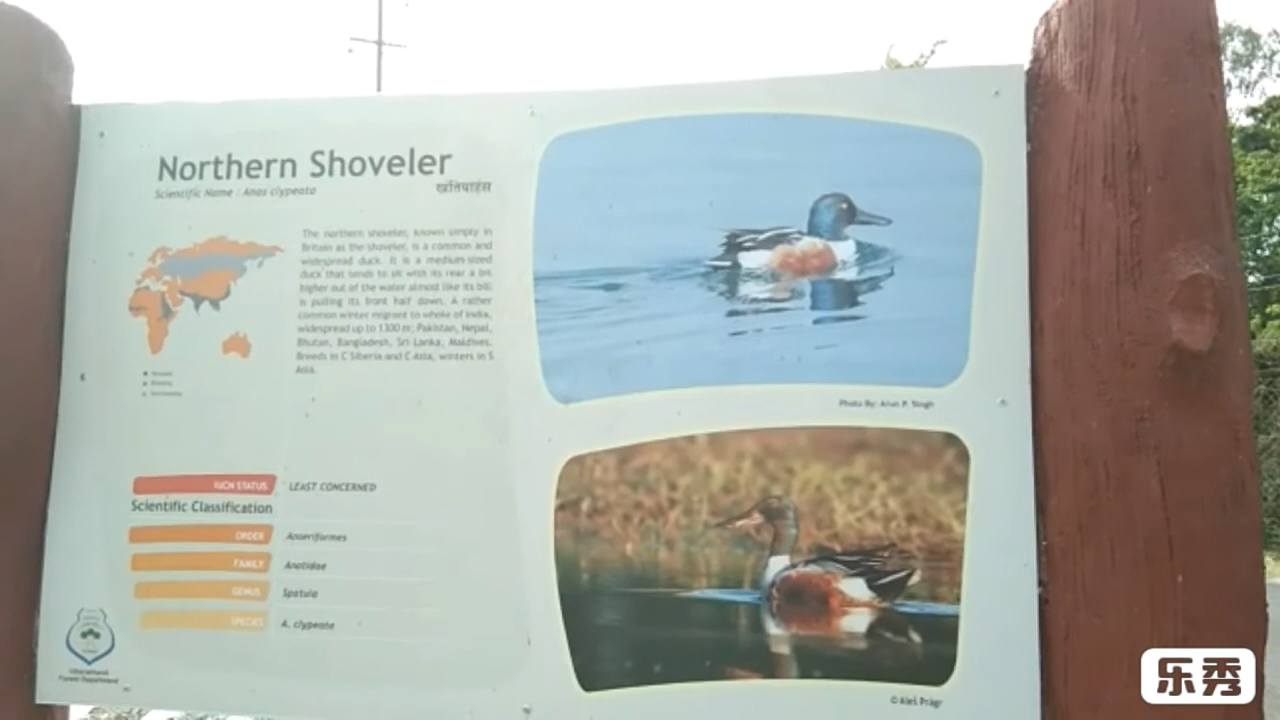 Northern Shoveler
Scientific Name : Anas clypeata
The northern shoveler, known simply in
Britain as the shoveler, is a common and
widespread duck. It is a medium-sized
duck that tends to sit with its rear a bit
higher out of the water almost like its bill
is pulling its front half down. A rather
common winter migrant to whole of India,
widespread up to 1300 m; Pakistan, Nepal,
Bhutan, Bangladesh, Sri Lanka, Maldives.
Breeds in C Siberia and C Asia, winters in S
Asia.
IUCN STATUS LEAST CONCERNED
Scientific Classification
ORDER Anseriformes
FAMILY Anatidae
GENUS Spatula
SPECIES A. clypeata
Uttarakhand
Forest Department
Photo By: Arun P. Singh
© Aleš Prágr
乐秀